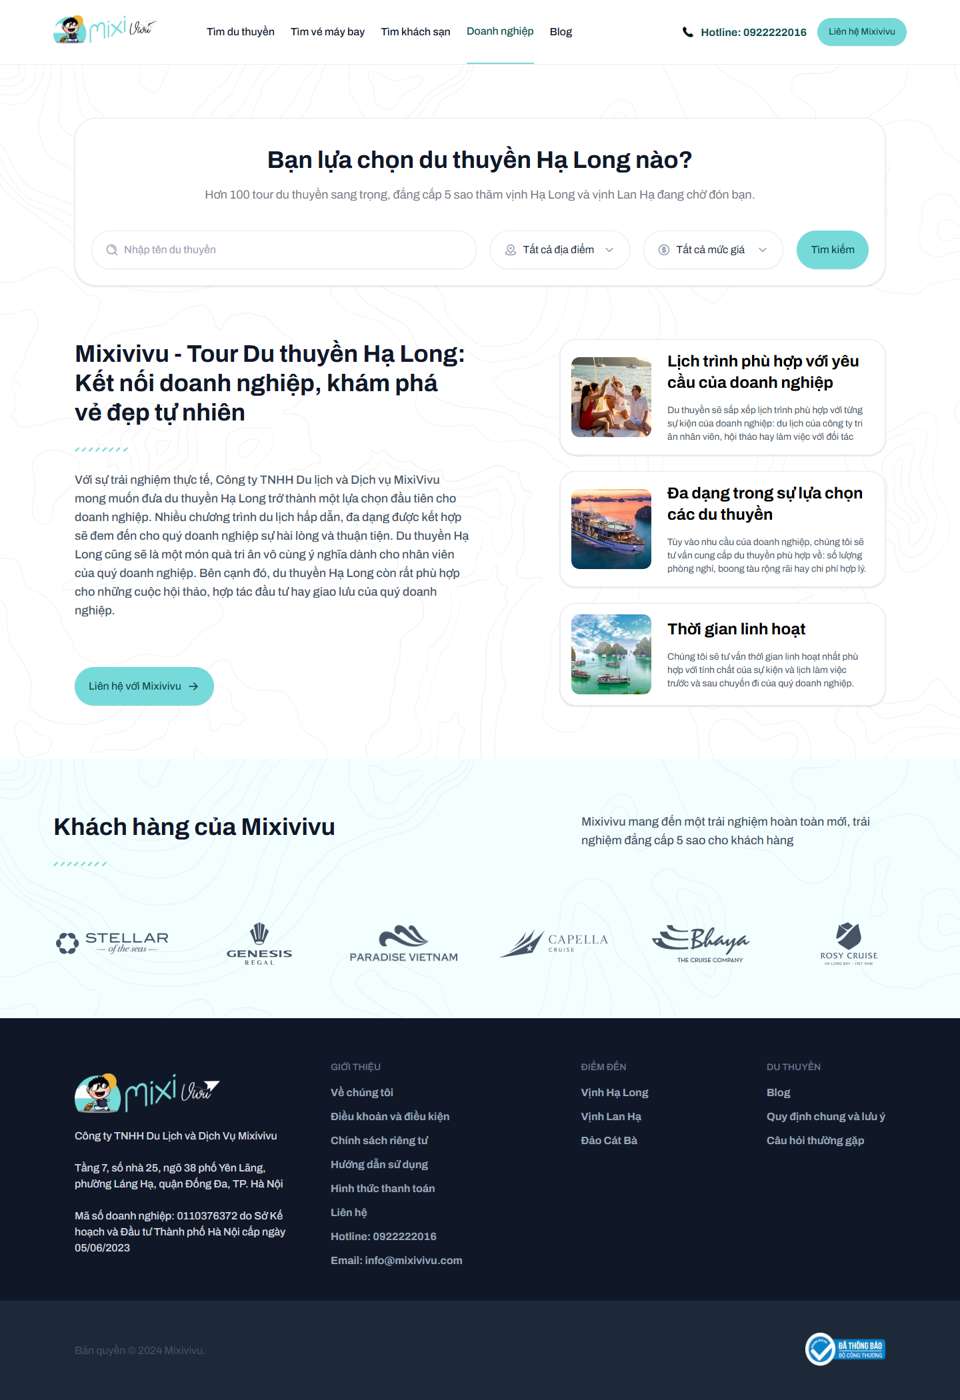 mixi Vivu
Tìm du thuyền
Tìm vé máy bay
Tìm khách sạn
Doanh nghiệp
Blog
Hotline: 0922222016
Liên hệ Mixivivu
Bạn lựa chọn du thuyền Hạ Long nào?
Hơn 100 tour du thuyền sang trọng, đẳng cấp 5 sao thăm vịnh Hạ Long và vịnh Lan Hạ đang chờ đón bạn.
Nhập tên du thuyền
Tất cả địa điểm
Tất cả mức giá
Tìm kiếm
Mixivivu - Tour Du thuyền Hạ Long:
Kết nối doanh nghiệp, khám phá
vẻ đẹp tự nhiên
Với sự trải nghiệm thực tế, Công ty TNHH Du lịch và Dịch vụ MixiVivu
mong muốn đưa du thuyền Hạ Long trở thành một lựa chọn đầu tiên cho
doanh nghiệp. Nhiều chương trình du lịch hấp dẫn, đa dạng được kết hợp
sẽ đem đến cho quý doanh nghiệp sự hài lòng và thuận tiện. Du thuyền Hạ
Long cũng sẽ là một món quà tri ân vô cùng ý nghĩa dành cho nhân viên
của quý doanh nghiệp. Bên cạnh đó, du thuyền Hạ Long còn rất phù hợp
cho những cuộc hội thảo, hợp tác đầu tư hay giao lưu của quý doanh
nghiệp.
Liên hệ với Mixivivu
Lịch trình phù hợp với yêu
cầu của doanh nghiệp
Du thuyền sẽ sắp xếp lịch trình phù hợp với từng
sự kiện của doanh nghiệp: du lịch của công ty tri
ân nhân viên, hội thảo hay làm việc với đối tác
Đa dạng trong sự lựa chọn
các du thuyền
Tùy vào nhu cầu của doanh nghiệp, chúng tôi sẽ
tư vấn cung cấp du thuyền phù hợp về: số lượng
phòng nghỉ, boong tàu rộng rãi hay chi phí hợp lý.
Thời gian linh hoạt
Chúng tôi sẽ tư vấn thời gian linh hoạt nhất phù
hợp với tính chất của sự kiện và lịch làm việc
trước và sau chuyến đi của quý doanh nghiệp.
Khách hàng của Mixivivu
Mixivivu mang đến một trải nghiệm hoàn toàn mới, trải
nghiệm đẳng cấp 5 sao cho khách hàng
STELLAR
of the seas
GENESIS
REGAL
PARADISE VIETNAM
CAPELLA
CRUISE
Bhaya
THE CRUISE COMPANY
ROSY CRUISE
HA LONG BAY - VIET NAM
mixi Vivu
Công ty TNHH Du Lịch và Dịch Vụ Mixivivu
Tầng 7, số nhà 25, ngõ 38 phố Yên Lãng,
phường Láng Hạ, quận Đống Đa, TP. Hà Nội
Mã số doanh nghiệp: 0110376372 do Sở Kế
hoạch và Đầu tư Thành phố Hà Nội cấp ngày
05/06/2023
GIỚI THIỆU
Về chúng tôi
Điều khoản và điều kiện
Chính sách riêng tư
Hướng dẫn sử dụng
Hình thức thanh toán
Liên hệ
Hotline: 0922222016
Email: info@mixivivu.com
ĐIỂM ĐẾN
Vịnh Hạ Long
Vịnh Lan Hạ
Đảo Cát Bà
DU THUYỀN
Blog
Quy định chung và lưu ý
Câu hỏi thường gặp
Bản quyền © 2024 Mixivivu.
ĐÃ THÔNG BÁO
BỘ CÔNG THƯƠNG